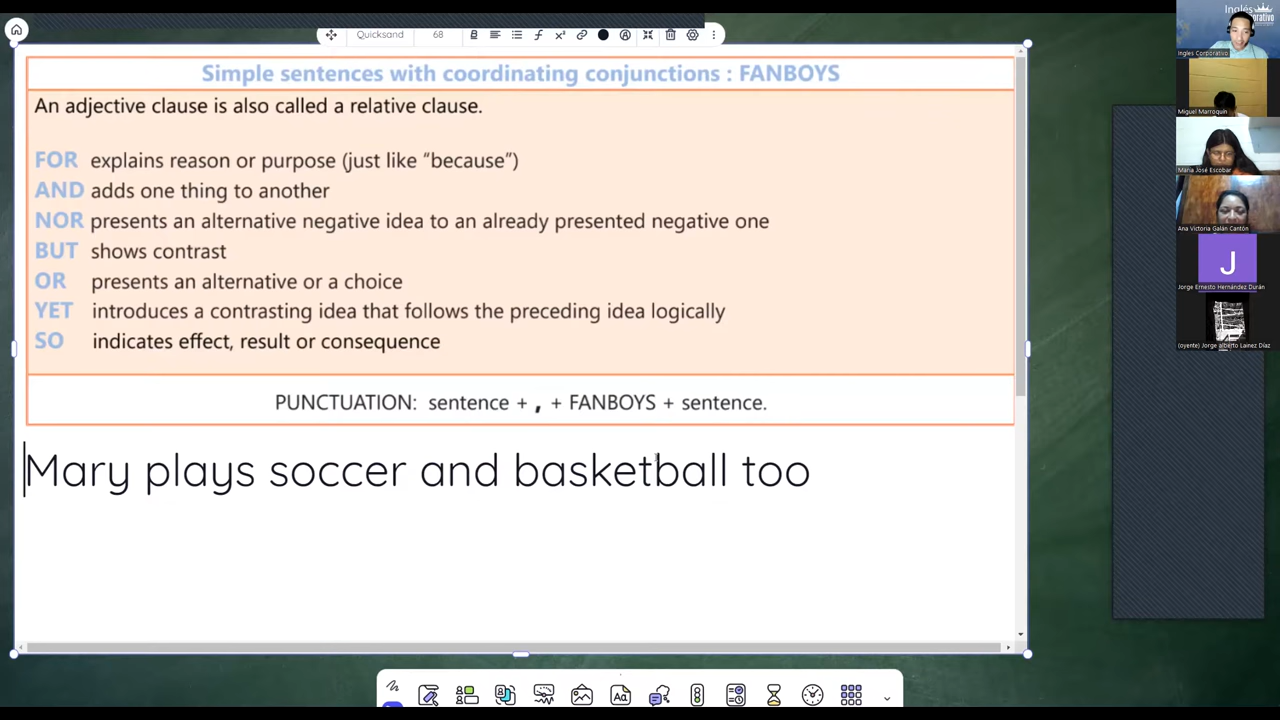 Quicksand 68
Simple sentences with coordinating conjunctions : FANBOYS
An adjective clause is also called a relative clause.
FOR explains reason or purpose (just like “because”)
AND adds one thing to another
NOR presents an alternative negative idea to an already presented negative one
BUT shows contrast
OR presents an alternative or a choice
YET introduces a contrasting idea that follows the preceding idea logically
SO indicates effect, result or consequence
PUNCTUATION: sentence + , + FANBOYS + sentence.
Mary plays soccer and basketball too
Inglés
Ingles Corporativo
Miguel Marroquín
María José Escobar
Ana Victoria Galán Cantón
J
Jorge Ernesto Hernández Durán
(oyente) Jorge alberto Lainez Díaz